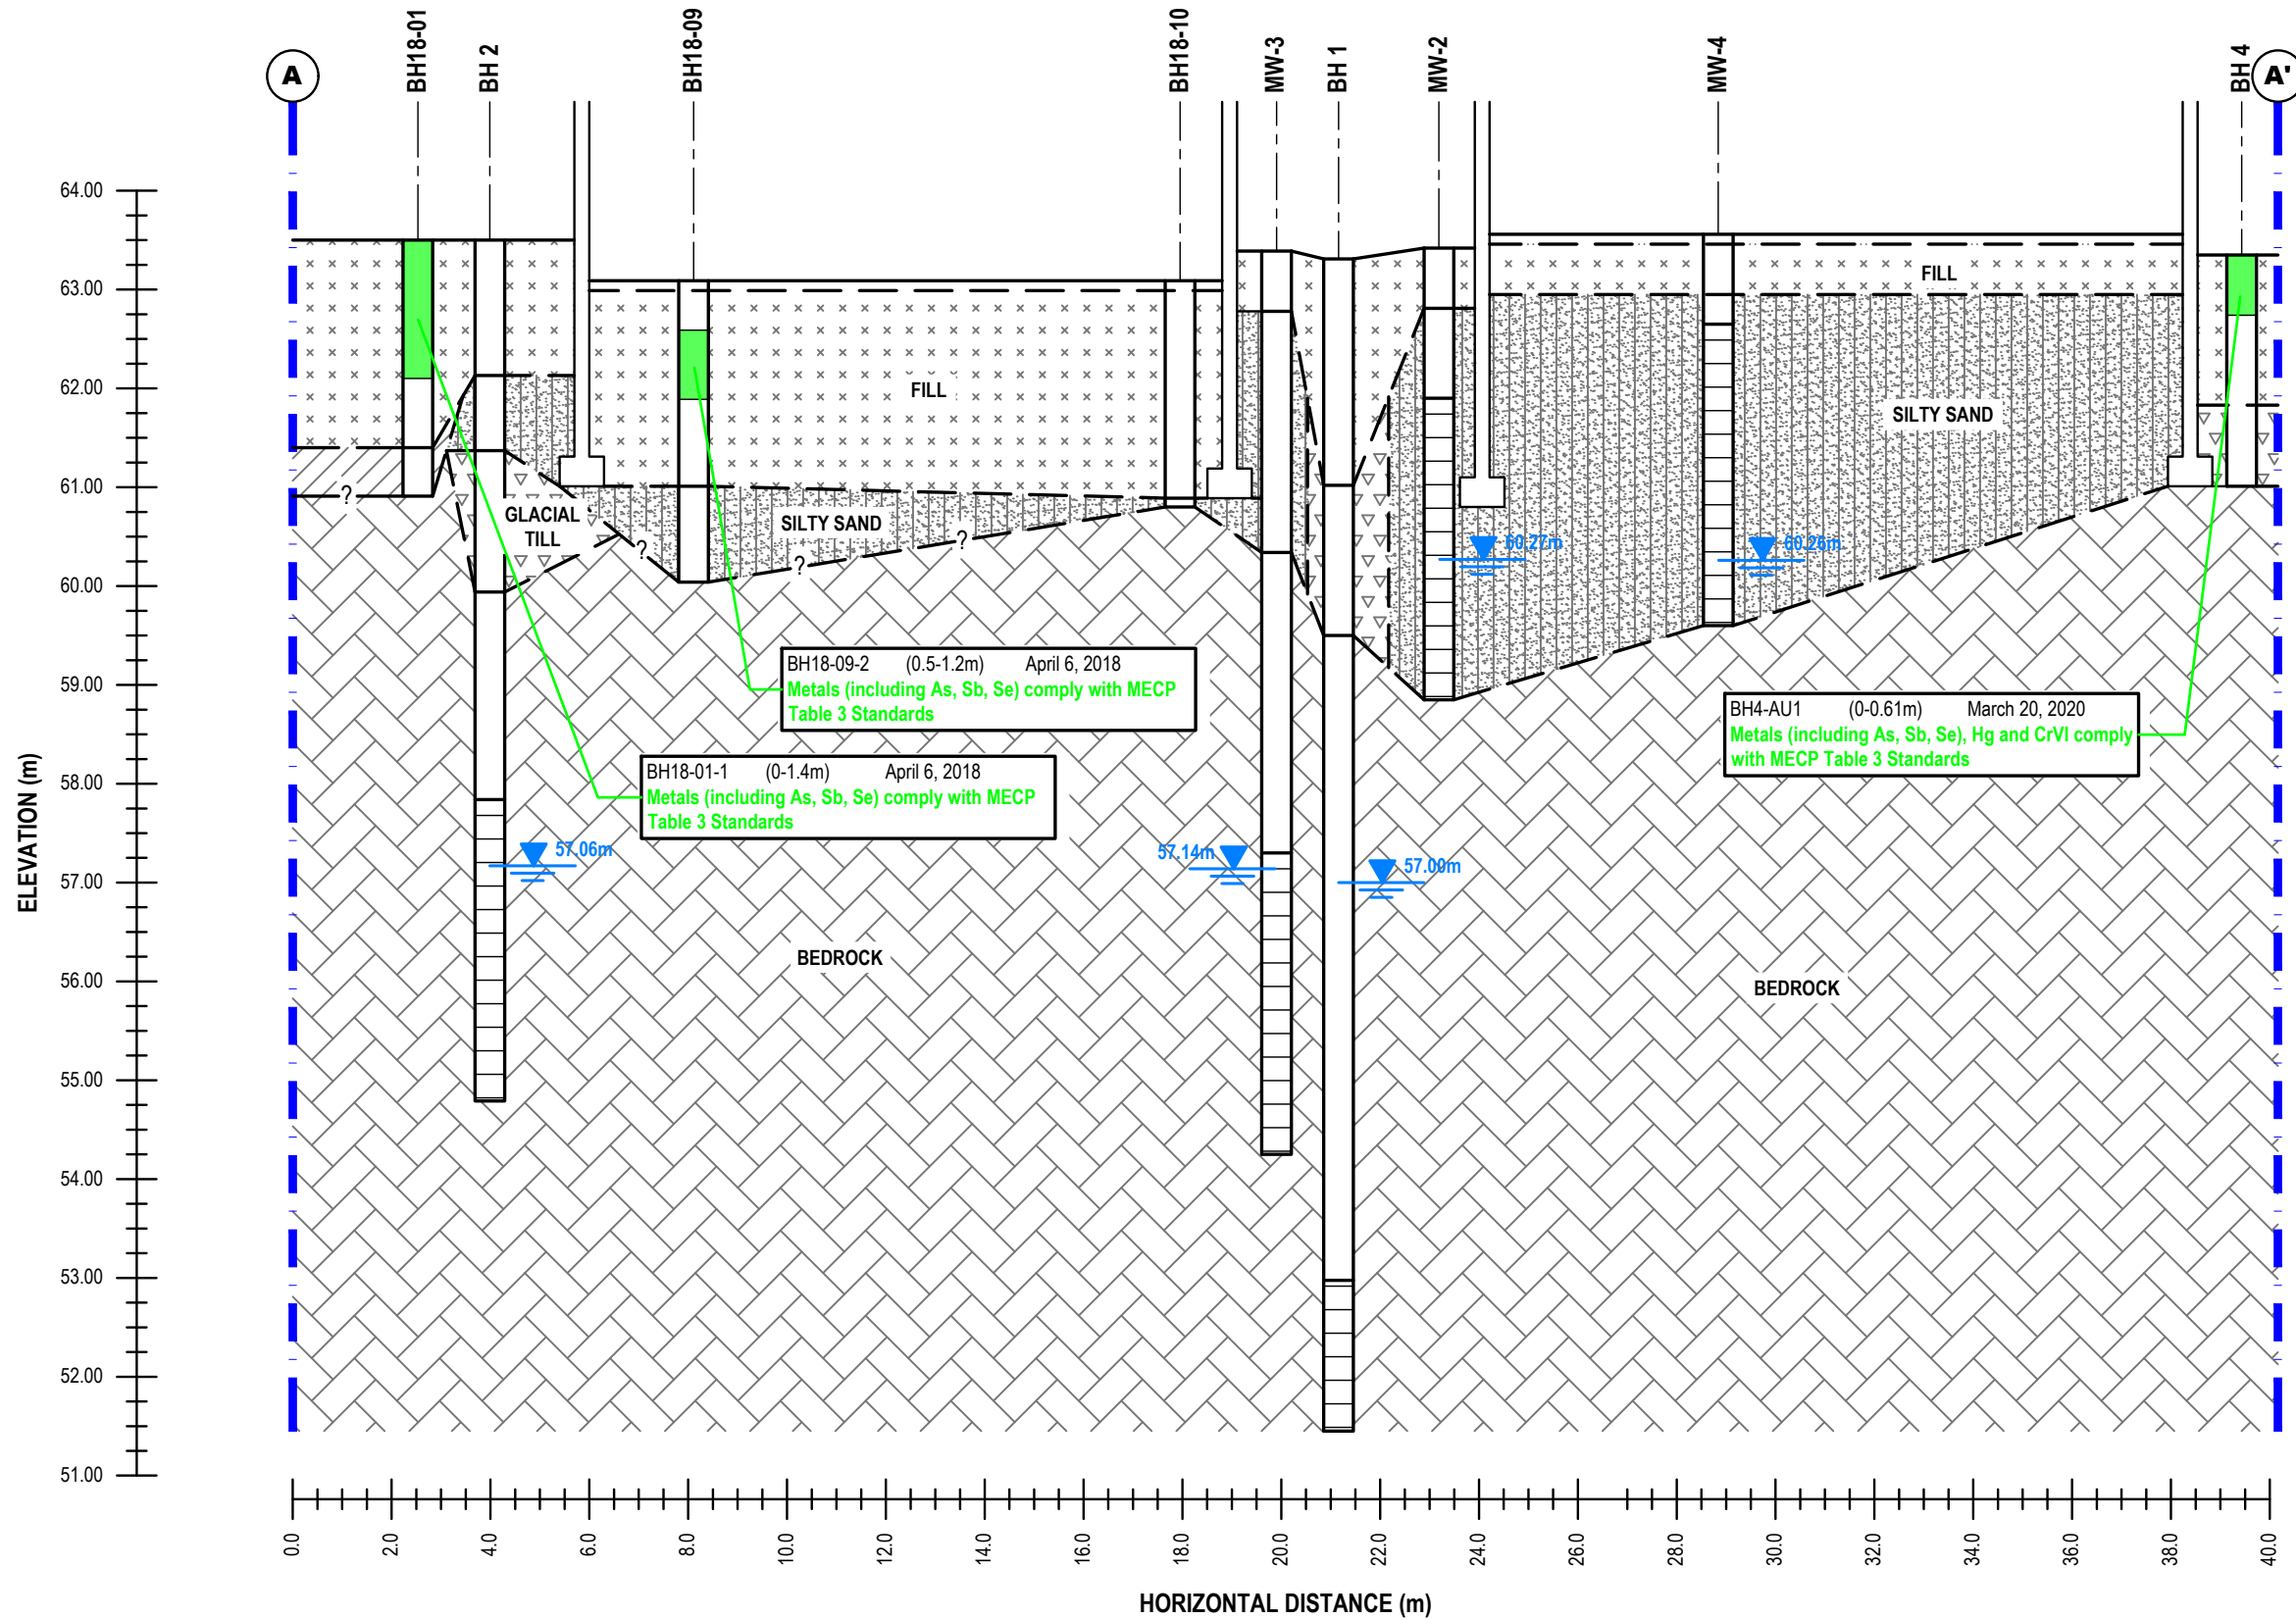 A
BH18-01
BH 2
BH18-09
BH18-10
MW-3
BH 1
MW-2
MW-4
BH 4
A'
64.00
63.00
62.00
61.00
60.00
59.00
58.00
57.00
56.00
55.00
54.00
53.00
52.00
51.00
ELEVATION (m)
FILL
FILL
SILTY SAND
SILTY SAND
GLACIAL
TILL
?
?
?
?
60.27m
60.26m
BH18-09-2 (0.5-1.2m) April 6, 2018
Metals (including As, Sb, Se) comply with MECP
Table 3 Standards
BH4-AU1 (0-0.61m) March 20, 2020
Metals (including As, Sb, Se), Hg and CrVI comply
with MECP Table 3 Standards
BH18-01-1 (0-1.4m) April 6, 2018
Metals (including As, Sb, Se) comply with MECP
Table 3 Standards
57.06m
57.14m
57.00m
BEDROCK
BEDROCK
0.0
2.0
4.0
6.0
8.0
10.0
12.0
14.0
16.0
18.0
20.0
22.0
24.0
26.0
28.0
30.0
32.0
34.0
36.0
38.0
40.0
HORIZONTAL DISTANCE (m)